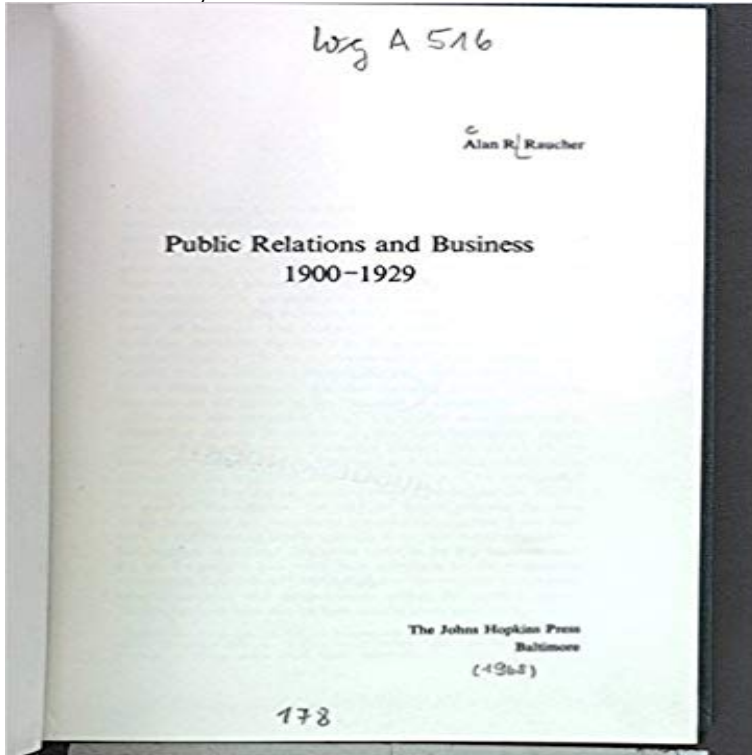 wg A 516
c
Alan R. Raucher
Public Relations and Business
1900-1929
The Johns Hopkins Press
Baltimore
(1968)
178